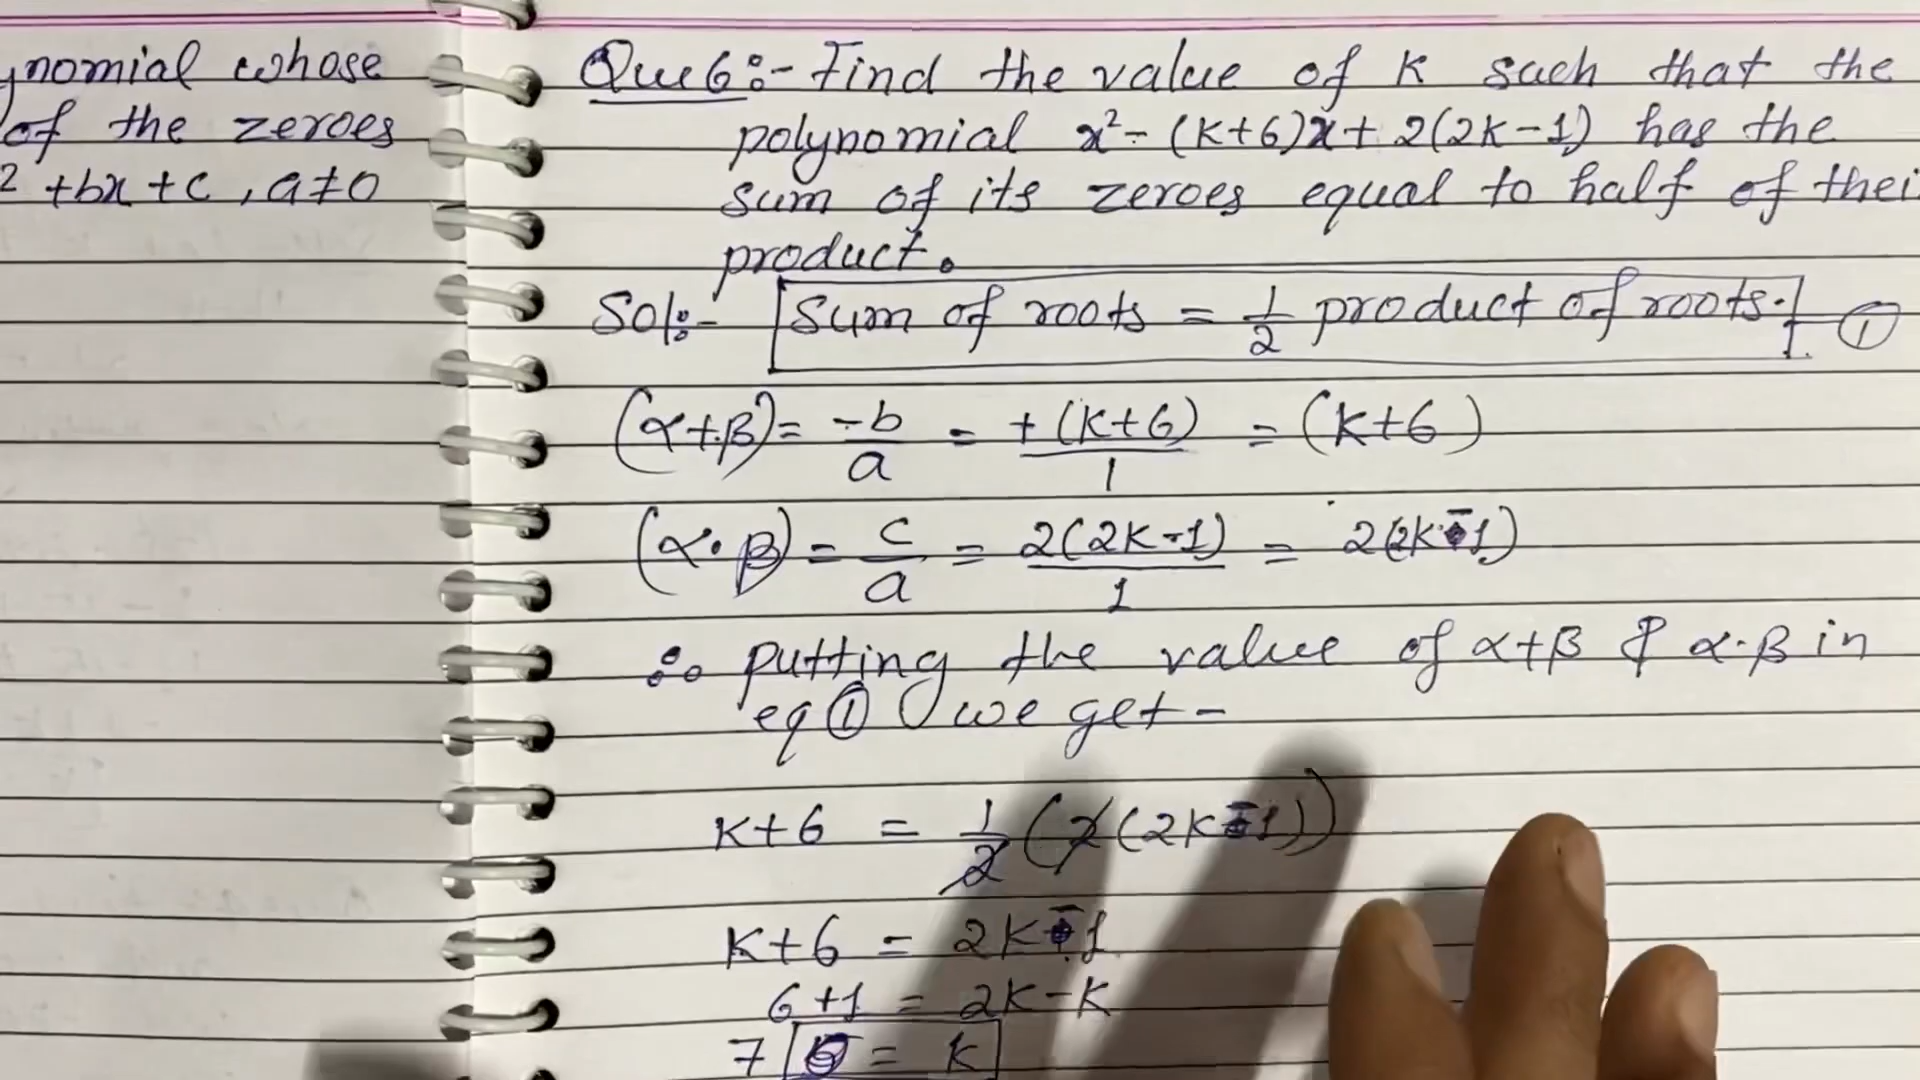 ynomial whose
of the zeroes
2 +bx +c , a≠0
Que6:- Find the value of K such that the
polynomial x² - (K+6)x + 2(2K-1) has the
sum of its zeroes equal to half of thei
product.
Sol:- Sum of roots = 1/2 product of roots. ①
(α+β) = -b/a = +(K+6)/1 = (K+6)
(α·β) = c/a = 2(2K-1)/1 = 2(2K-1)
∴ putting the value of α+β & α·β in
eq ① we get -
K+6 = 1/2 (2(2K-1))
K+6 = 2K-1
6+1 = 2K-K
7 = K